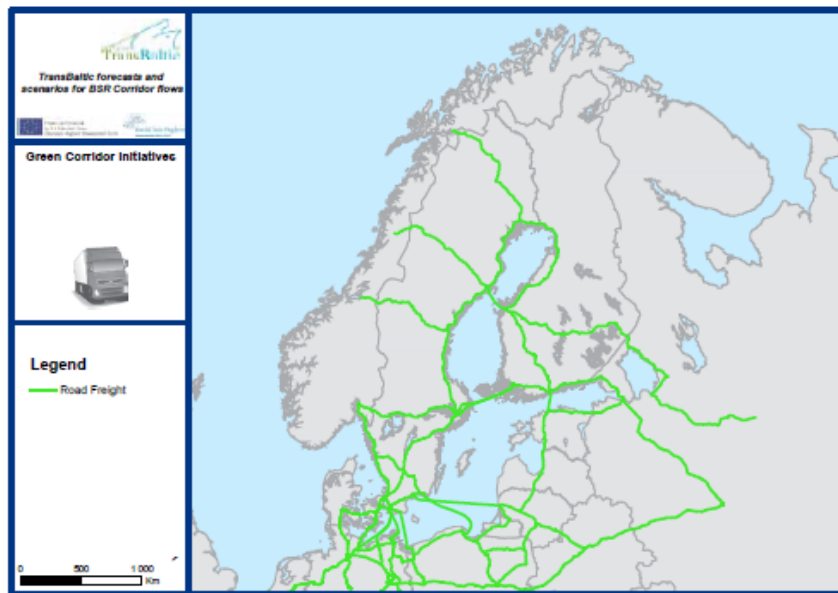 TransBaltic
TransBaltic forecasts and
scenarios for BSR Corridor flows
Green Corridor Initiatives
Legend
Road Freight
0 500 1 000
Km